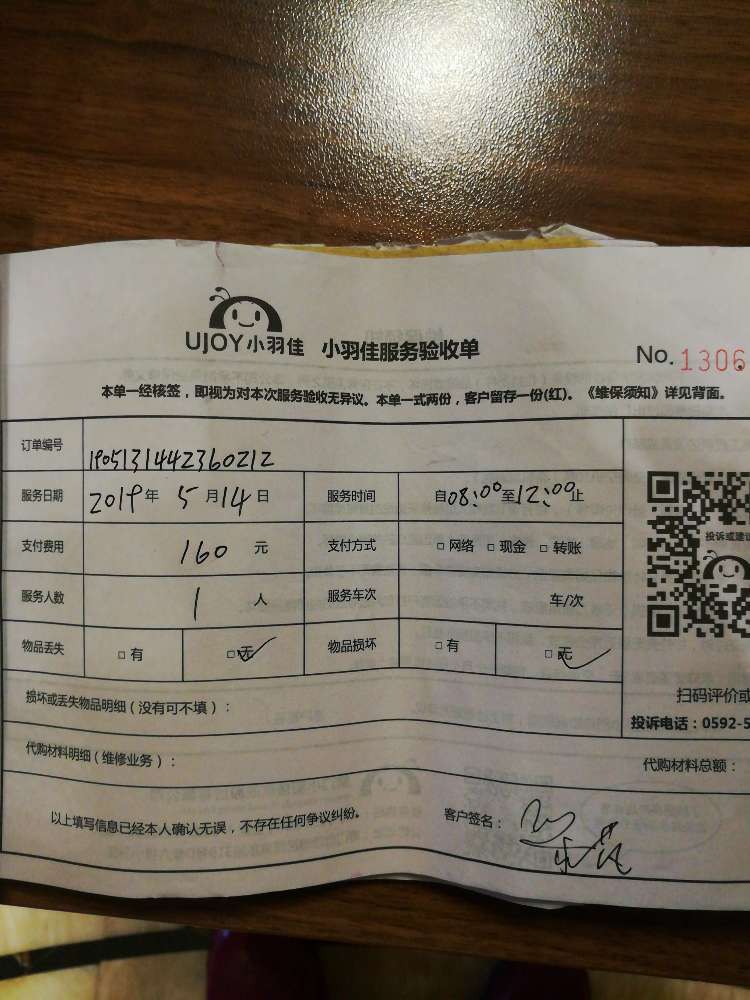 UJOY小羽佳 小羽佳服务验收单
No. 1306
本单一经核签，即视为对本次服务验收无异议。本单一式两份，客户留存一份(红)。《维保须知》详见背面。
订单编号 1905131442360212
服务日期 2019年 5月14日 服务时间 自08:00至12:00止
支付费用 160 元 支付方式 □ 网络 □ 现金 □ 转账
投诉或建议
服务人数 1 人 服务车次 车/次
物品丢失 □ 有 □ 无 物品损坏 □ 有 □ 无
损坏或丢失物品明细（没有可不填）：
扫码评价或
投诉电话：0592-5
代购材料明细（维修业务）：
代购材料总额：
以上填写信息已经本人确认无误，不存在任何争议纠纷。
客户签名：